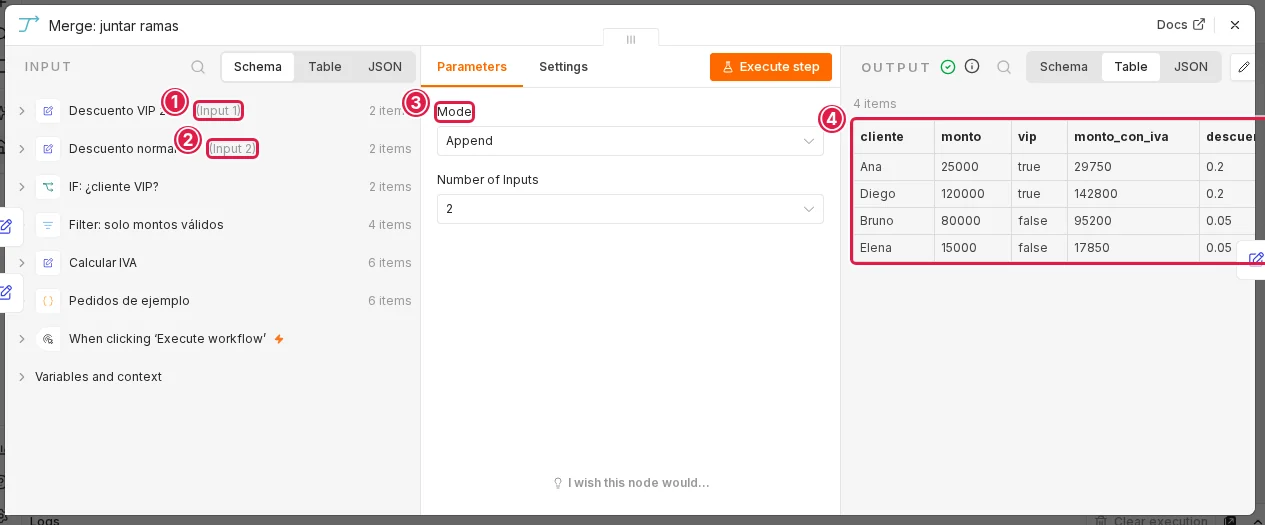 Merge: juntar ramas
Docs
INPUT
Schema
Table
JSON
Descuento VIP
1
(Input 1)
2 items
2
Descuento normal
(Input 2)
2 items
IF: ¿cliente VIP?
2 items
Filter: solo montos válidos
4 items
Calcular IVA
6 items
Pedidos de ejemplo
6 items
When clicking ‘Execute workflow’
Variables and context
Parameters
Settings
Execute step
3
Mode
Append
Number of Inputs
2
I wish this node would...
OUTPUT
Schema
Table
JSON
4 items
4
cliente monto vip monto_con_iva
Ana 25000 true 29750 0.2
Diego 120000 true 142800 0.2
Bruno 80000 false 95200 0.05
Elena 15000 false 17850 0.05
Logs
Clear execution